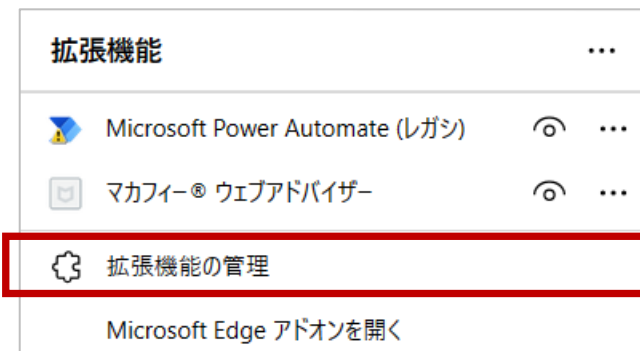 拡張機能
Microsoft Power Automate (レガシ)
マカフィー® ウェブアドバイザー
拡張機能の管理
Microsoft Edge アドオンを開く